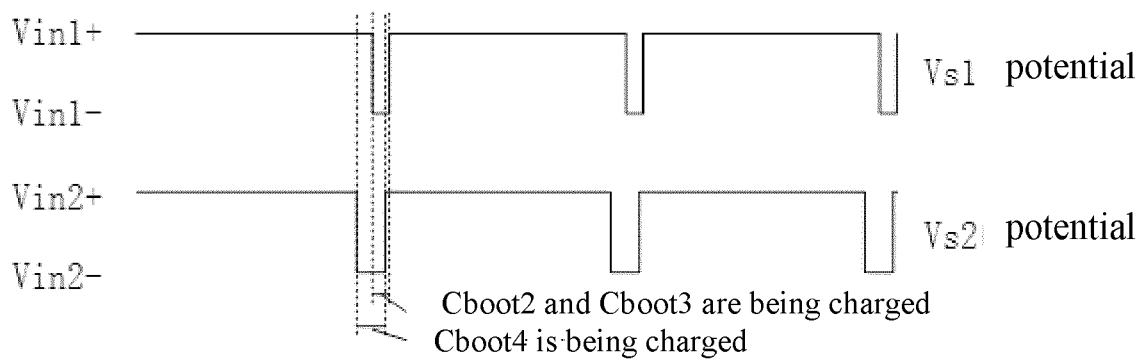 Vin1+
Vin1-
Vs1 potential
Vin2+
Vin2-
Vs2 potential
Cboot2 and Cboot3 are being charged
Cboot4 is being charged